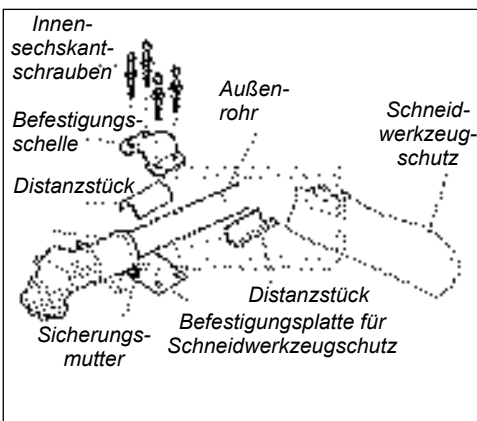 Innen-
sechskant-
schrauben
Außen-
rohr
Schneid-
werkzeug-
schutz
Befestigungs-
schelle
Distanzstück
Distanzstück
Sicherungs-
mutter
Befestigungsplatte für
Schneidwerkzeugschutz